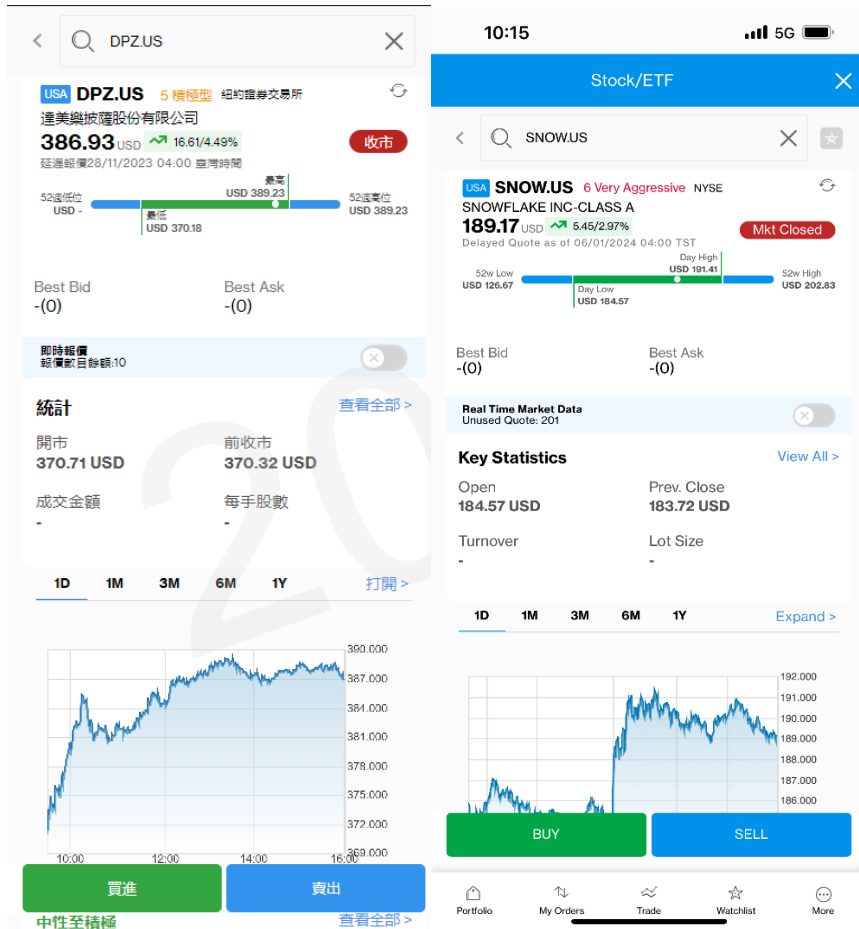 DPZ.US
USA DPZ.US 5 積極型 紐約證券交易所
達美樂披薩股份有限公司
386.93 USD 16.61/4.49%
收市
延遲報價28/11/2023 04:00 臺灣時間
最高
USD 389.23
52週低位
USD -
52週高位
USD 389.23
最低
USD 370.18
Best Bid
-(0)
Best Ask
-(0)
即時報價
報價數目餘額:10
統計
查看全部 >
開市
370.71 USD
前收市
370.32 USD
成交金額
-
每手股數
-
1D 1M 3M 6M 1Y 打開 >
390.000
387.000
384.000
381.000
378.000
375.000
372.000
369.000
10:00 12:00 14:00 16:00
買進
賣出
中性至積極
查看全部 >
20
10:15
5G
Stock/ETF
SNOW.US
USA SNOW.US 6 Very Aggressive NYSE
SNOWFLAKE INC-CLASS A
189.17 USD 5.45/2.97%
Mkt Closed
Delayed Quote as of 06/01/2024 04:00 TST
Day High
USD 191.41
52w Low
USD 126.67
52w High
USD 202.83
Day Low
USD 184.57
Best Bid
-(0)
Best Ask
-(0)
Real Time Market Data
Unused Quote: 201
Key Statistics
View All >
Open
184.57 USD
Prev. Close
183.72 USD
Turnover
-
Lot Size
-
1D 1M 3M 6M 1Y Expand >
192.000
191.000
190.000
189.000
188.000
187.000
186.000
BUY
SELL
Portfolio My Orders Trade Watchlist More